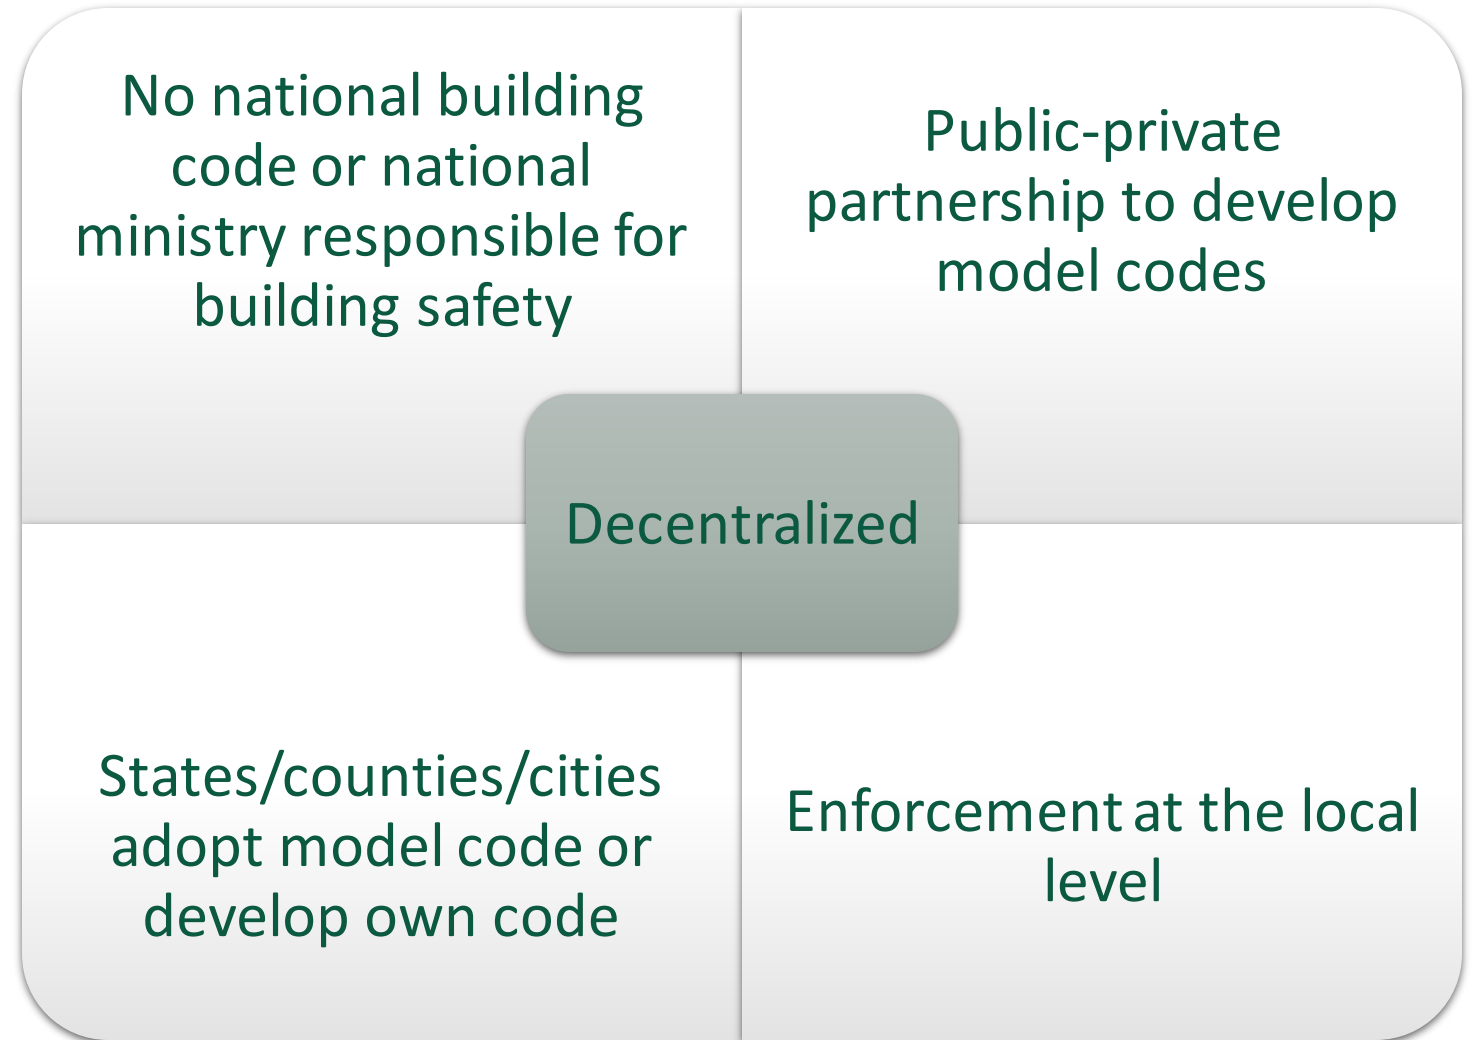 No national building
code or national
ministry responsible for
building safety
Public-private
partnership to develop
model codes
Decentralized
States/counties/cities
adopt model code or
develop own code
Enforcement at the local
level